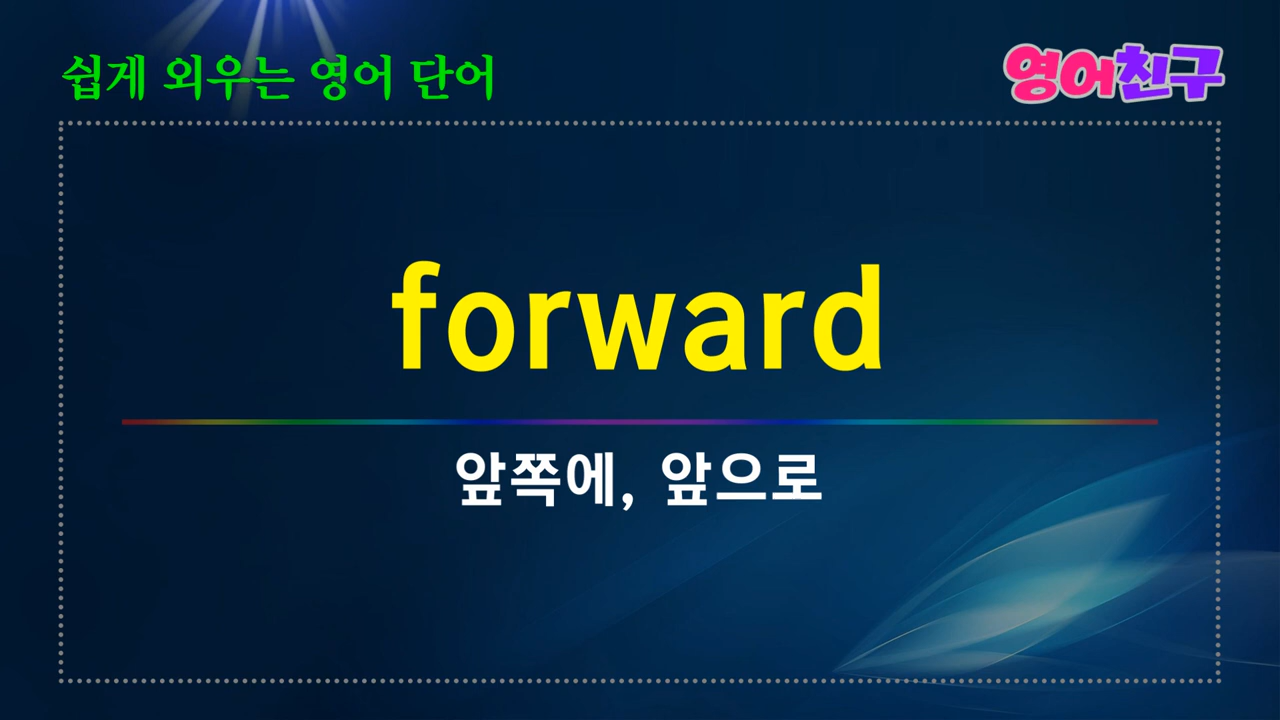 쉽게 외우는 영어 단어
영어친구
forward
앞쪽에, 앞으로